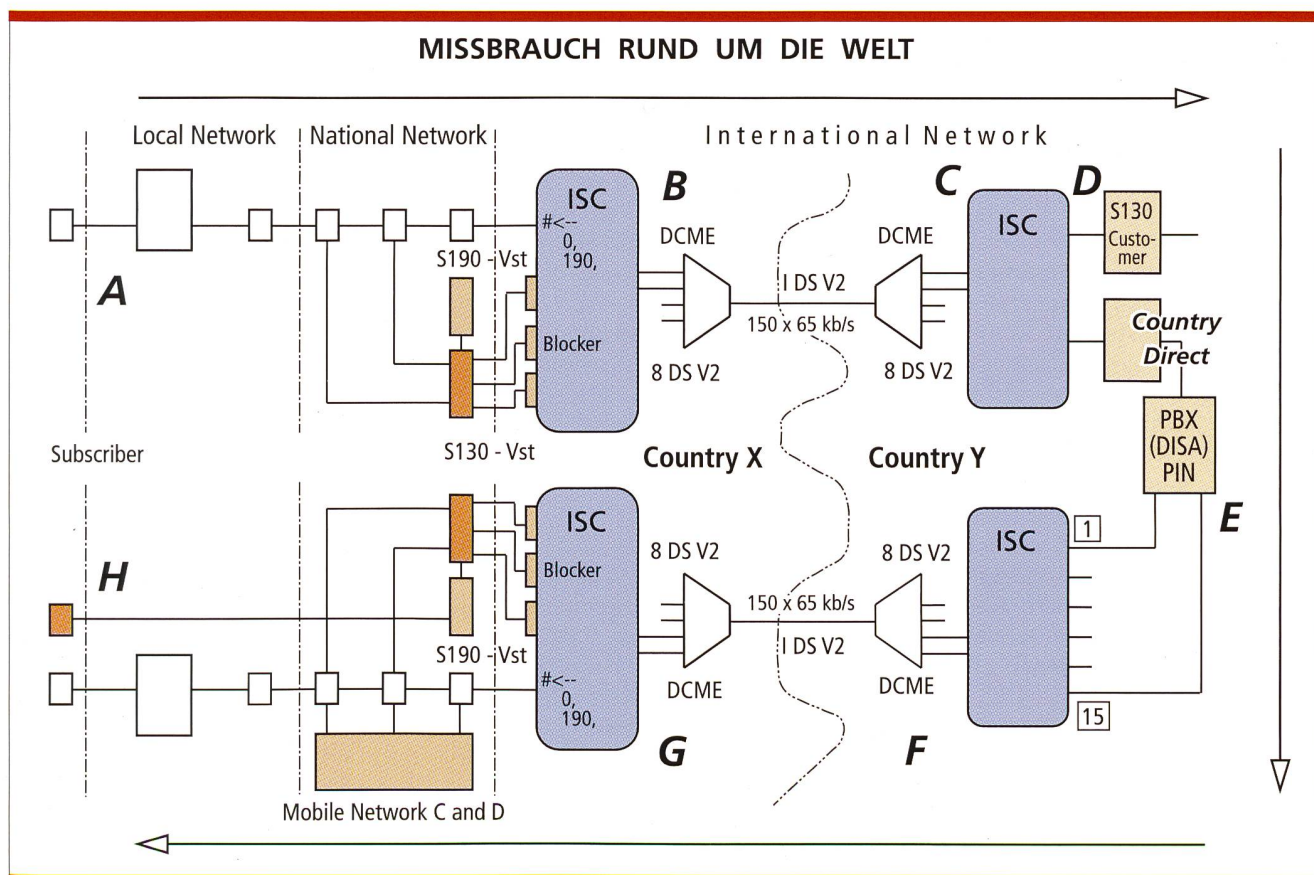 MISSBRAUCH RUND UM DIE WELT
Local Network
National Network
International Network
ISC
#<--
0,
190,
B
DCME
8 DS V2
I DS V2
150 x 65 kb/s
C
DCME
8 DS V2
ISC
D
S130
Custo-
mer
Country
Direct
A
S190 - Vst
Blocker
S130 - Vst
Subscriber
Country X
Country Y
PBX
(DISA)
PIN
E
H
ISC
Blocker
S190 - Vst
#<--
0,
190,
8 DS V2
DCME
G
150 x 65 kb/s
I DS V2
8 DS V2
DCME
F
ISC
1
15
Mobile Network C and D